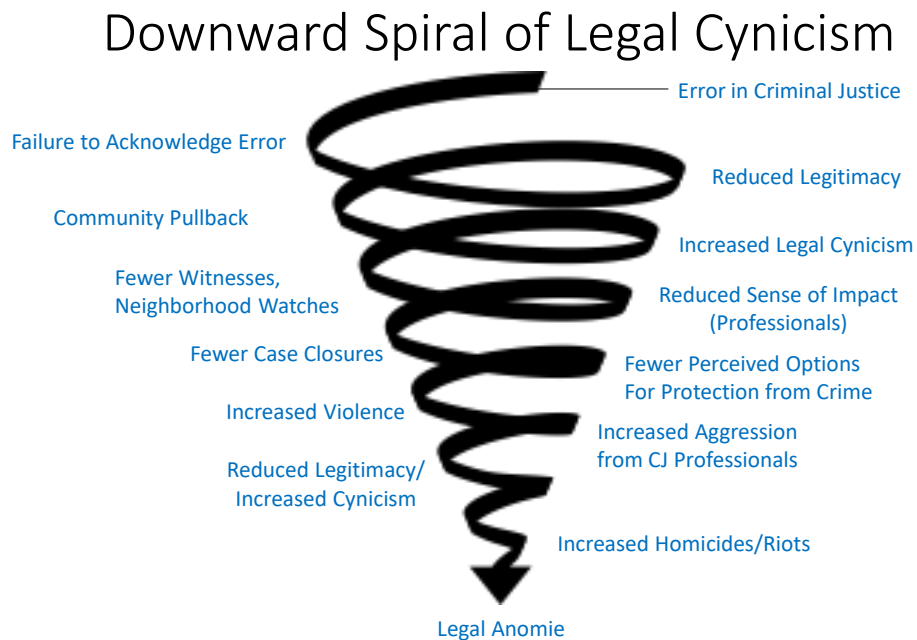 Downward Spiral of Legal Cynicism
Error in Criminal Justice
Failure to Acknowledge Error
Reduced Legitimacy
Community Pullback
Increased Legal Cynicism
Fewer Witnesses,
Neighborhood Watches
Reduced Sense of Impact
(Professionals)
Fewer Case Closures
Fewer Perceived Options
For Protection from Crime
Increased Violence
Increased Aggression
from CJ Professionals
Reduced Legitimacy/
Increased Cynicism
Increased Homicides/Riots
Legal Anomie